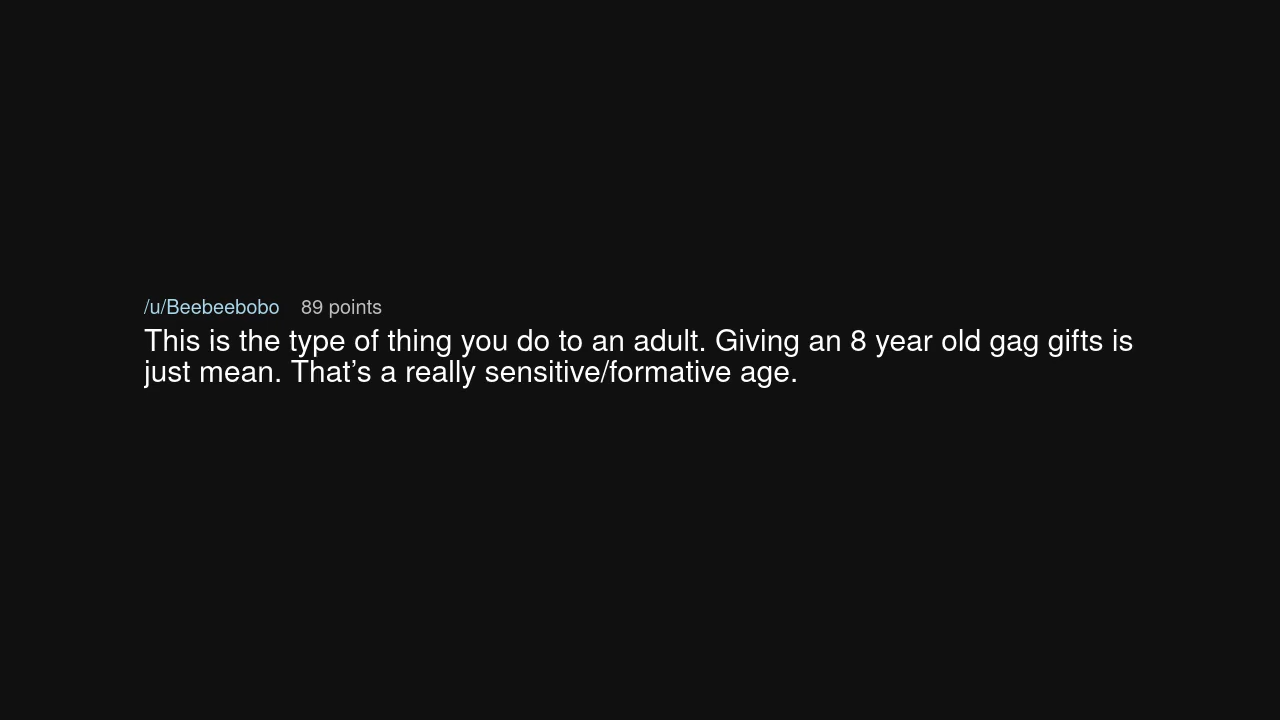 /u/Beebeebobo 89 points
This is the type of thing you do to an adult. Giving an 8 year old gag gifts is
just mean. That’s a really sensitive/formative age.